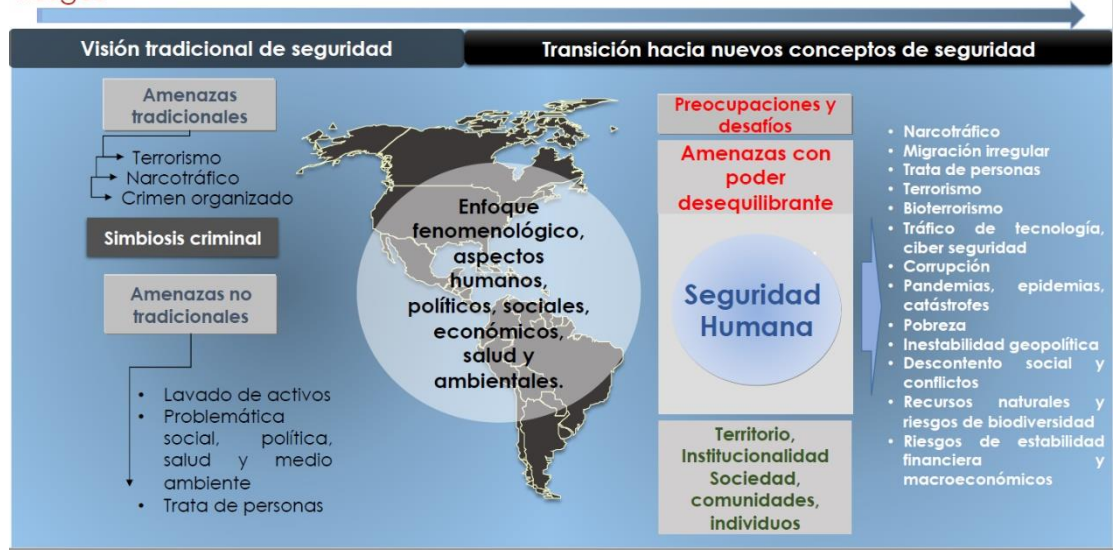 Visión tradicional de seguridad
Transición hacia nuevos conceptos de seguridad
Amenazas
tradicionales
Terrorismo
Narcotráfico
Crimen organizado
Simbiosis criminal
Amenazas no
tradicionales
• Lavado de activos
• Problemática
social, política,
salud y medio
ambiente
• Trata de personas
Enfoque
fenomenológico,
aspectos
humanos,
políticos, sociales,
económicos,
salud y
ambientales.
Preocupaciones y
desafíos
Amenazas con
poder
desequilibrante
Seguridad
Humana
Territorio,
Institucionalidad
Sociedad,
comunidades,
individuos
• Narcotráfico
• Migración irregular
• Trata de personas
• Terrorismo
• Bioterrorismo
• Tráfico de tecnología,
ciber seguridad
• Corrupción
• Pandemias, epidemias,
catástrofes
• Pobreza
• Inestabilidad geopolítica
• Descontento social y
conflictos
• Recursos naturales y
riesgos de biodiversidad
• Riesgos de estabilidad
financiera y
macroeconómicos